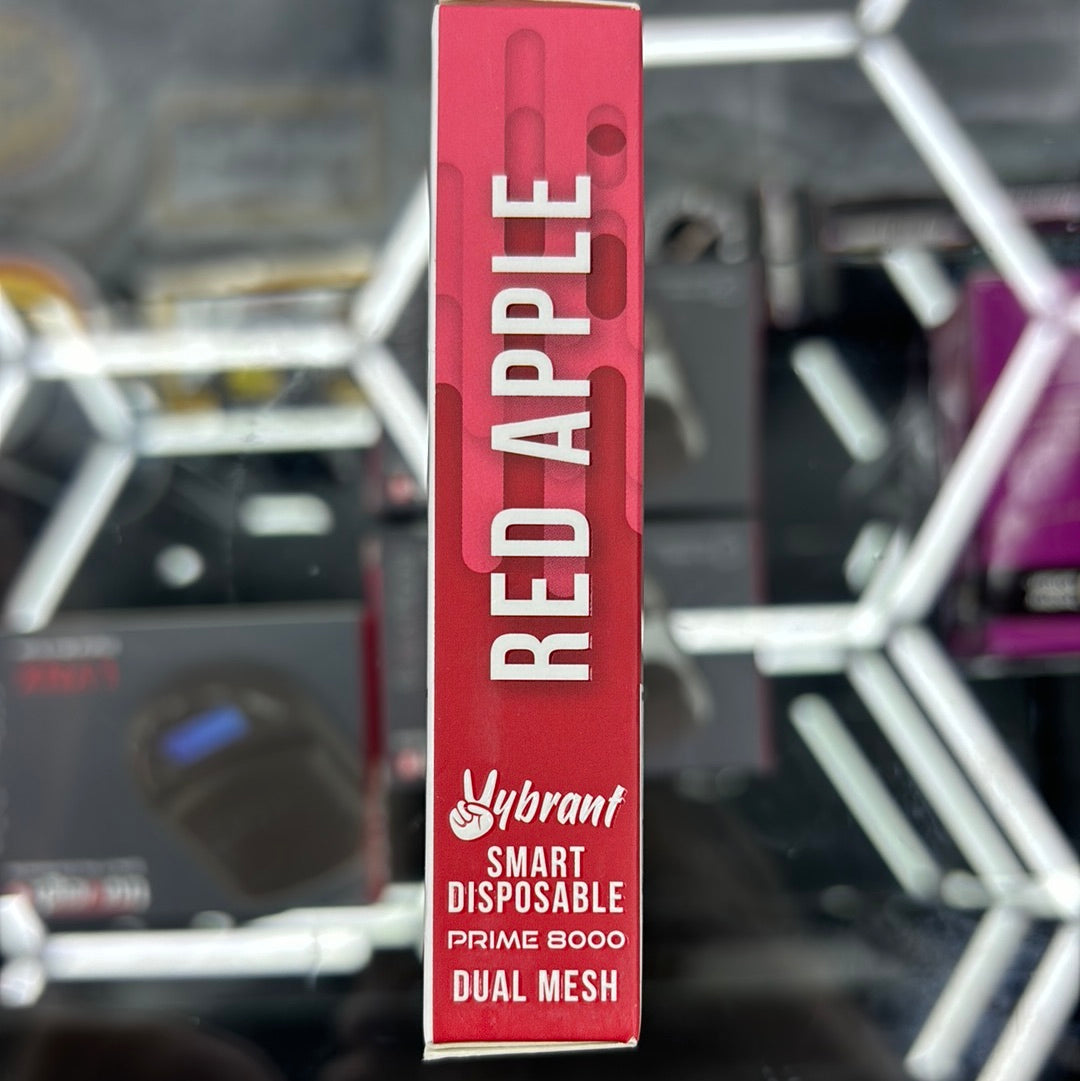 RED APPLE
Vybrant
SMART
DISPOSABLE
PRIME 8000
DUAL MESH